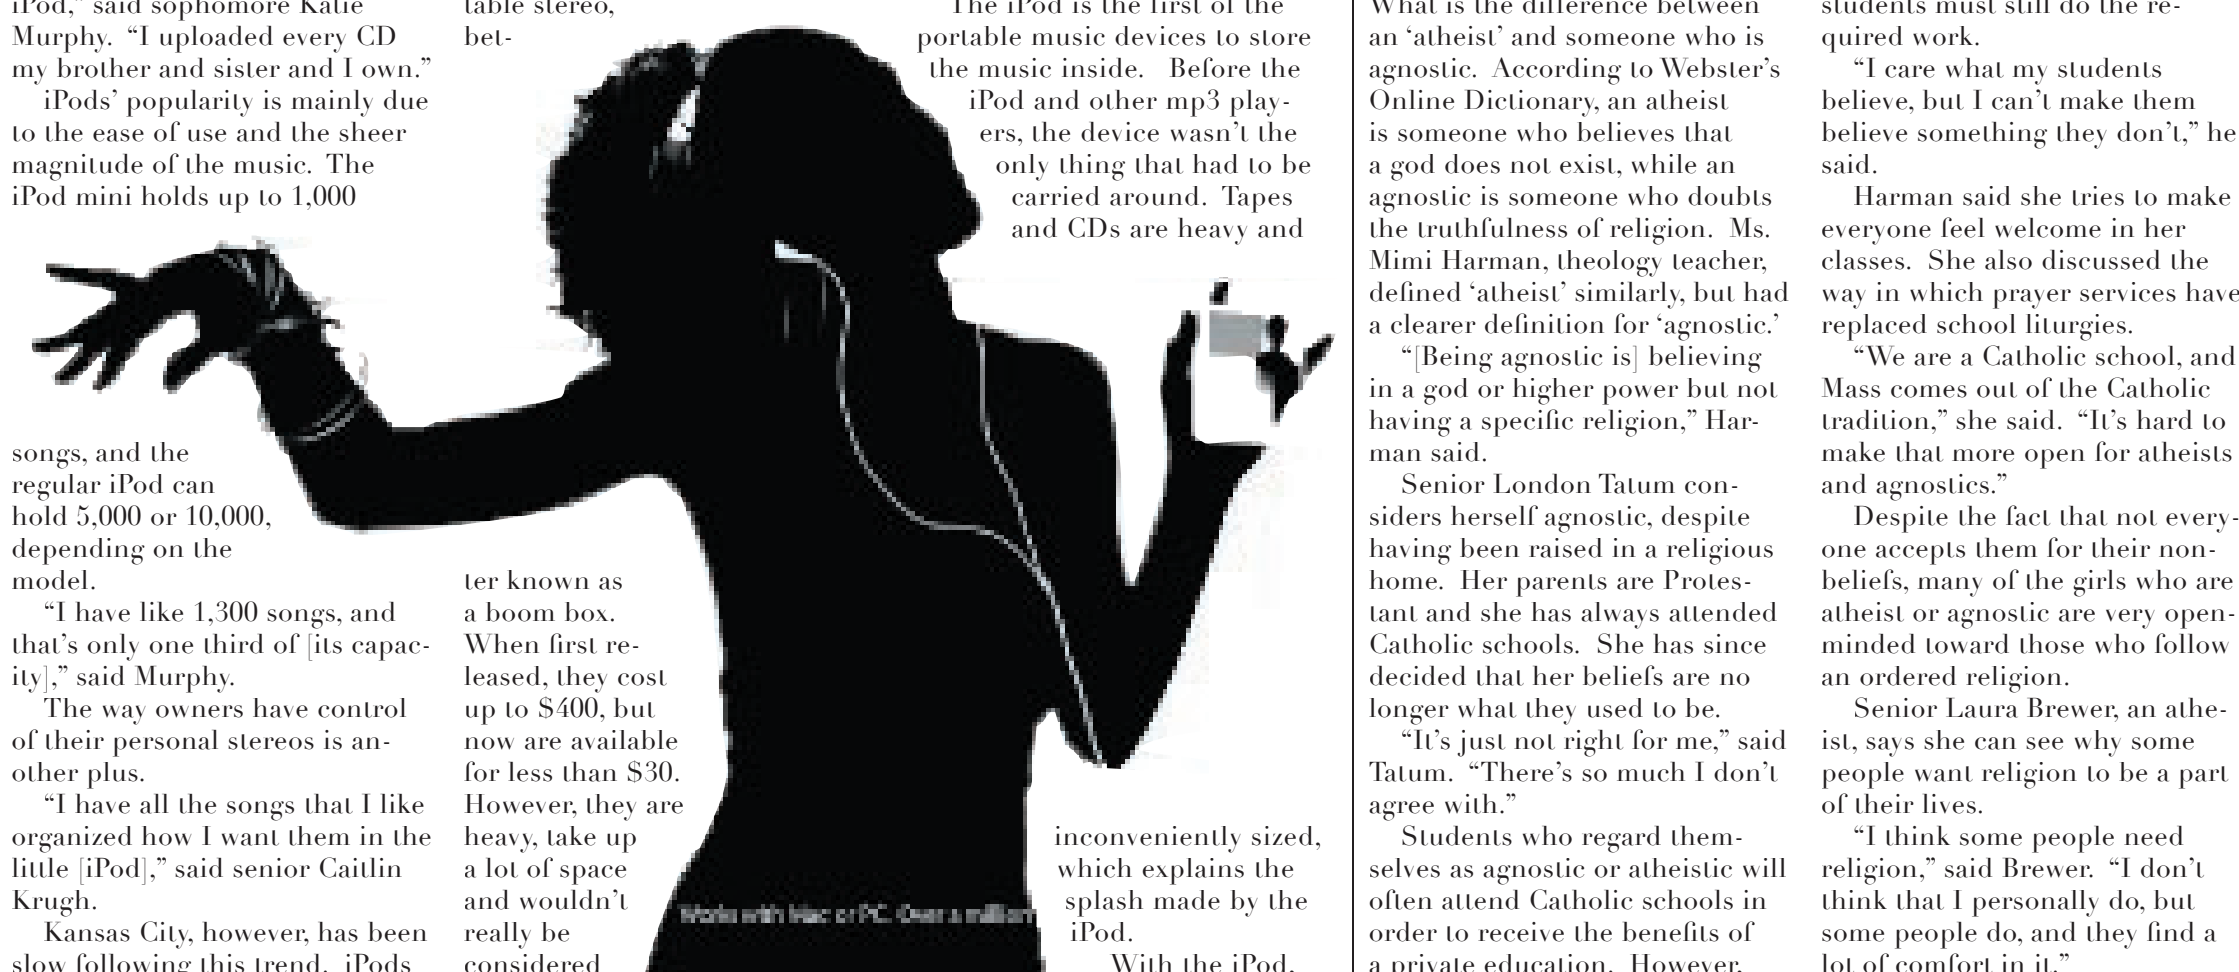 iPod,” said sophomore Katie
Murphy. “I uploaded every CD
my brother and sister and I own.”
iPods’ popularity is mainly due
to the ease of use and the sheer
magnitude of the music. The
iPod mini holds up to 1,000
songs, and the
regular iPod can
hold 5,000 or 10,000,
depending on the
model.
“I have like 1,300 songs, and
that’s only one third of [its capac-
ity],” said Murphy.
The way owners have control
of their personal stereos is an-
other plus.
“I have all the songs that I like
organized how I want them in the
little [iPod],” said senior Caitlin
Krugh.
Kansas City, however, has been
slow following this trend. iPods
table stereo,
bet-
ter known as
a boom box.
When first re-
leased, they cost
up to $400, but
now are available
for less than $30.
However, they are
heavy, take up
a lot of space
and wouldn’t
really be
considered
Works with Mac or PC. Over a million
The iPod is the first of the
portable music devices to store
the music inside. Before the
iPod and other mp3 play-
ers, the device wasn’t the
only thing that had to be
carried around. Tapes
and CDs are heavy and
inconveniently sized,
which explains the
splash made by the
iPod.
With the iPod,
What is the difference between
an ‘atheist’ and someone who is
agnostic. According to Webster’s
Online Dictionary, an atheist
is someone who believes that
a god does not exist, while an
agnostic is someone who doubts
the truthfulness of religion. Ms.
Mimi Harman, theology teacher,
defined ‘atheist’ similarly, but had
a clearer definition for ‘agnostic.’
“[Being agnostic is] believing
in a god or higher power but not
having a specific religion,” Har-
man said.
Senior London Tatum con-
siders herself agnostic, despite
having been raised in a religious
home. Her parents are Protes-
tant and she has always attended
Catholic schools. She has since
decided that her beliefs are no
longer what they used to be.
“It’s just not right for me,” said
Tatum. “There’s so much I don’t
agree with.”
Students who regard them-
selves as agnostic or atheistic will
often attend Catholic schools in
order to receive the benefits of
a private education. However,
students must still do the re-
quired work.
“I care what my students
believe, but I can’t make them
believe something they don’t,” he
said.
Harman said she tries to make
everyone feel welcome in her
classes. She also discussed the
way in which prayer services have
replaced school liturgies.
“We are a Catholic school, and
Mass comes out of the Catholic
tradition,” she said. “It’s hard to
make that more open for atheists
and agnostics.”
Despite the fact that not every-
one accepts them for their non-
beliefs, many of the girls who are
atheist or agnostic are very open-
minded toward those who follow
an ordered religion.
Senior Laura Brewer, an athe-
ist, says she can see why some
people want religion to be a part
of their lives.
“I think some people need
religion,” said Brewer. “I don’t
think that I personally do, but
some people do, and they find a
lot of comfort in it.”